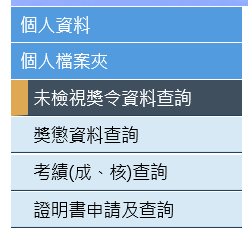 個人資料
個人檔案夾
未檢視獎令資料查詢
獎懲資料查詢
考績(成、核)查詢
證明書申請及查詢